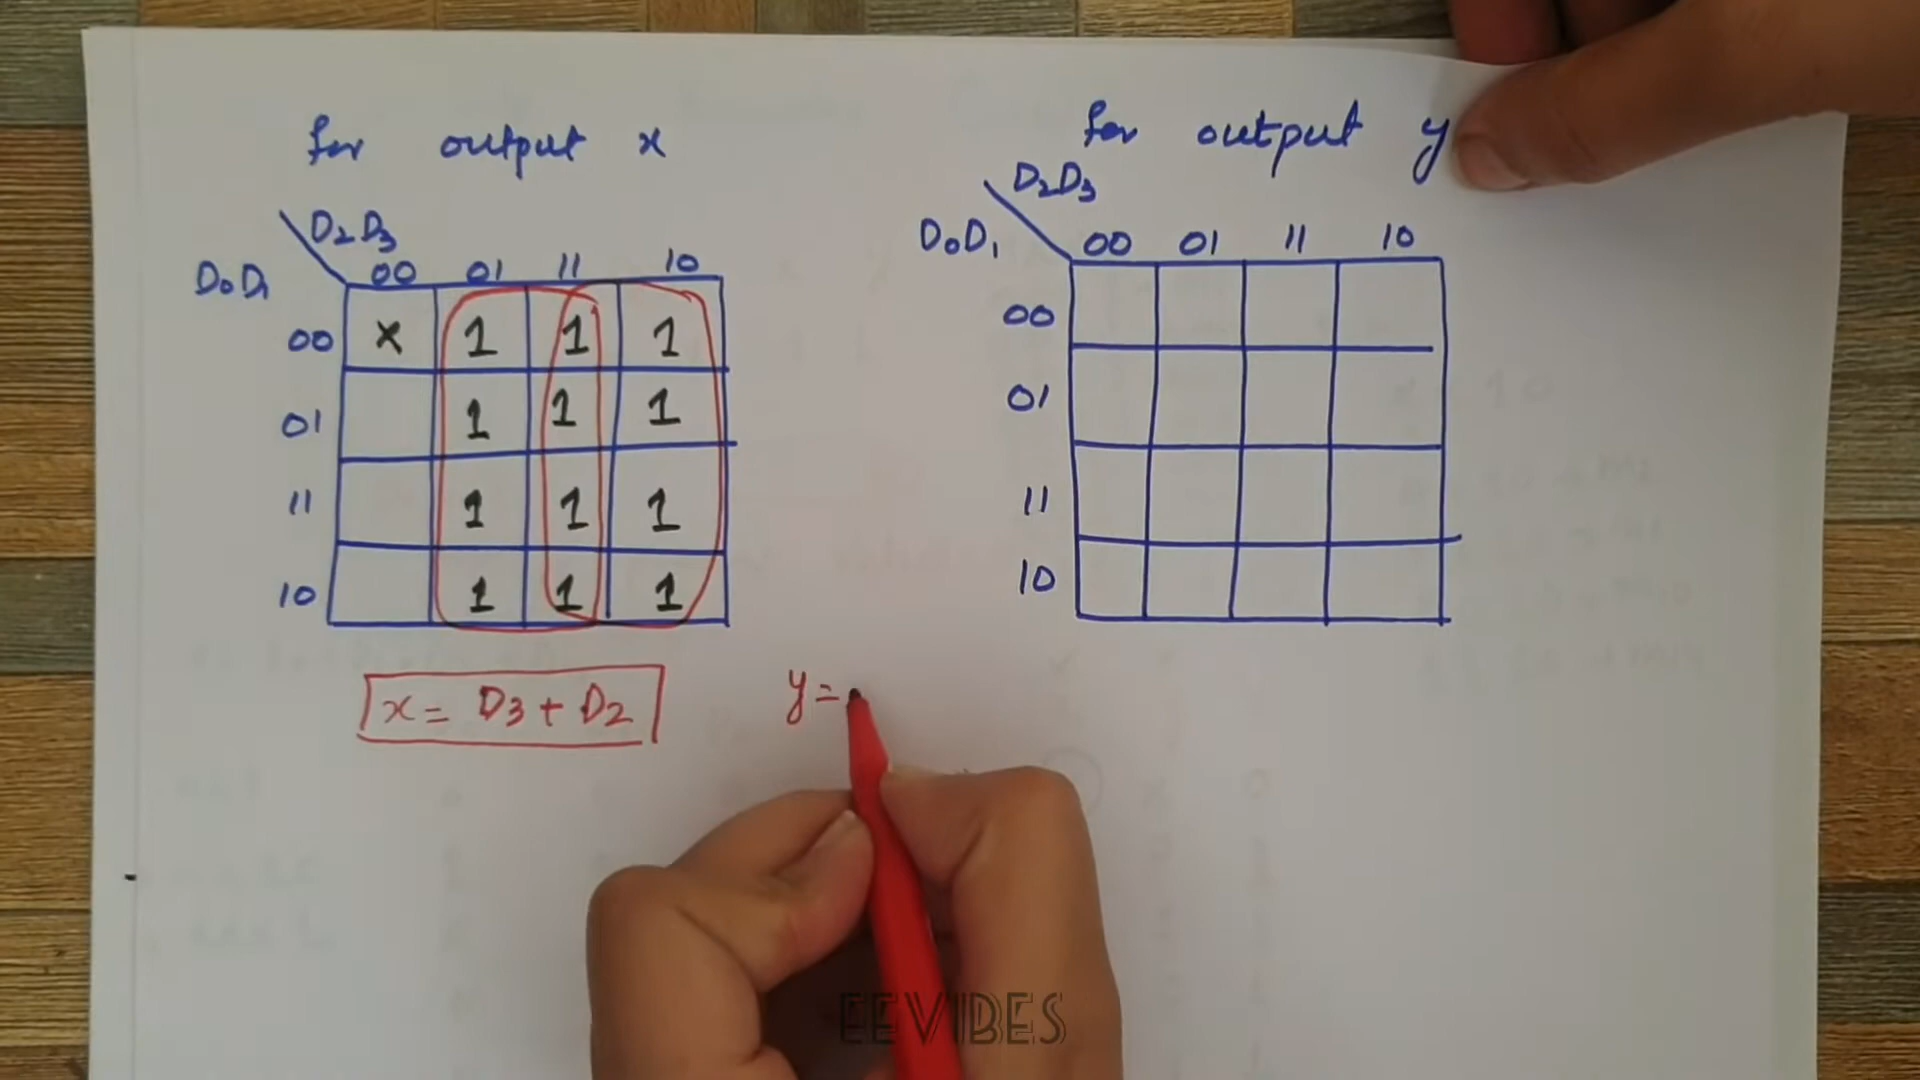 for output x
D2D3
D0D1 00 01 11 10
00 x 1 1 1
01 1 1 1
11 1 1 1
10 1 1 1
x = D3 + D2
for output y
D2D3
D0D1 00 01 11 10
00
01
11
10
y =
EEVIBES